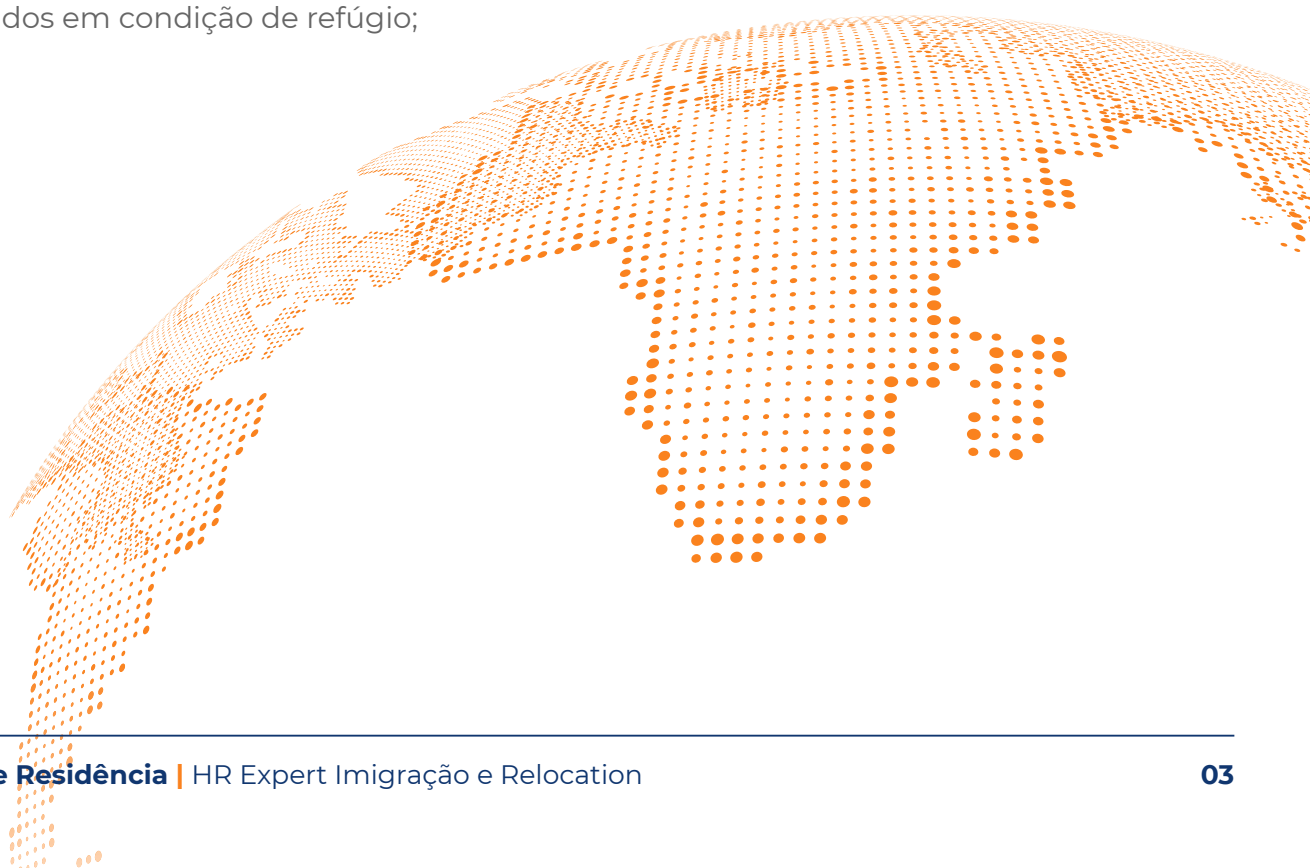 dos em condição de refúgio;
e Residência | HR Expert Imigração e Relocation
03